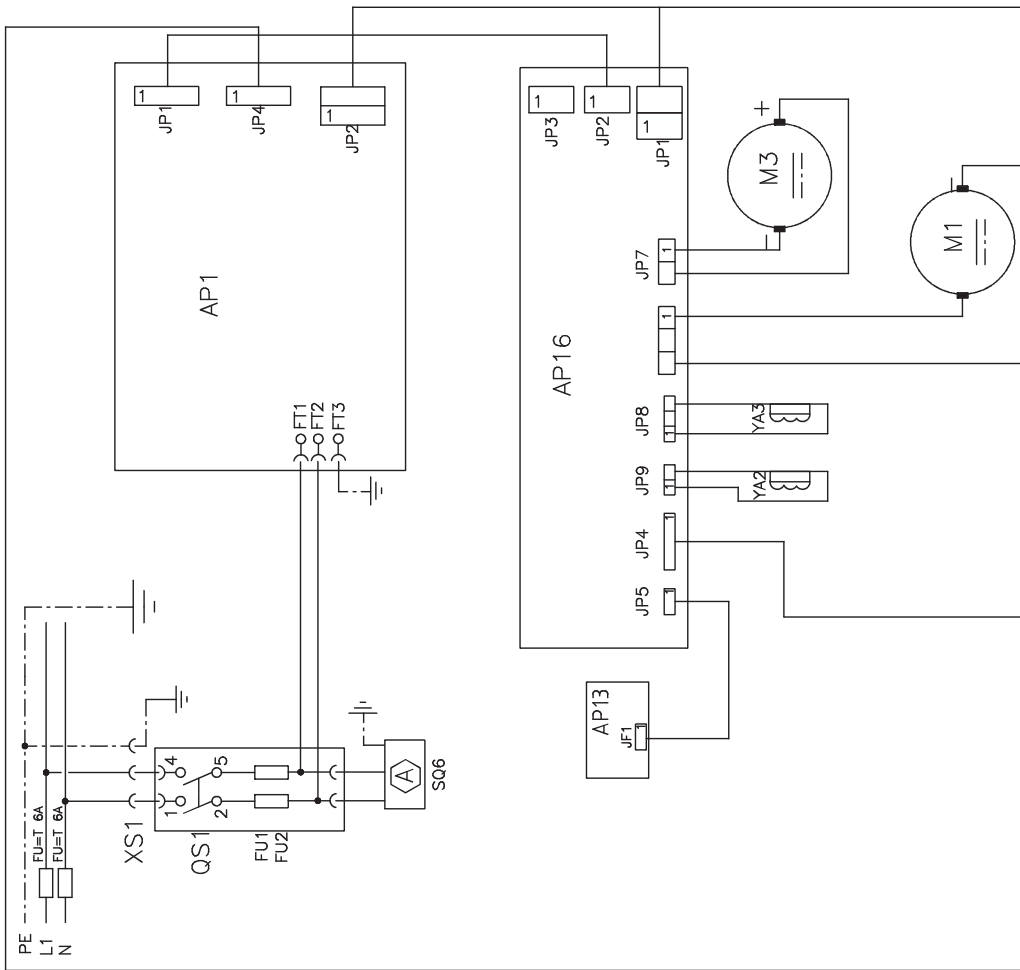 1
JP1
1
JP4
1
JP2
AP1
FT1
FT2
FT3
1
JP3
1
JP2
1
JP1
AP16
JP7
1
1
JP8
1
JP9
1
JP4
1
JP5
1
+
M3
M1
YA3
YA2
AP13
JF1
1
PE
L1
N
FU=T 6A
FU=T 6A
XS1
QS1
4
5
1
2
FU1
FU2
A
SQ6